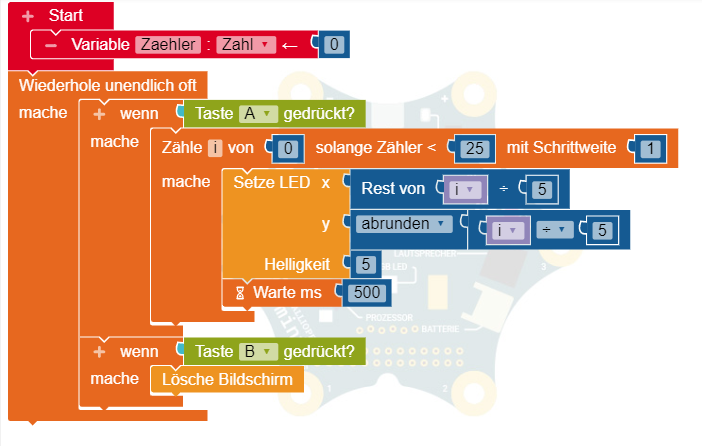 + Start
− Variable Zaehler : Zahl ▾ ← 0
Wiederhole unendlich oft
mache + wenn Taste A ▾ gedrückt?
mache Zähle i von 0 solange Zähler < 25 mit Schrittweite 1
mache Setze LED x Rest von i ▾ ÷ 5
y abrunden ▾ i ▾ ÷ ▾ 5
LAUTSPRECHER
Helligkeit 5
Warte ms 500
PROZESSOR
BATTERIE
+ wenn Taste B ▾ gedrückt?
mache Lösche Bildschirm